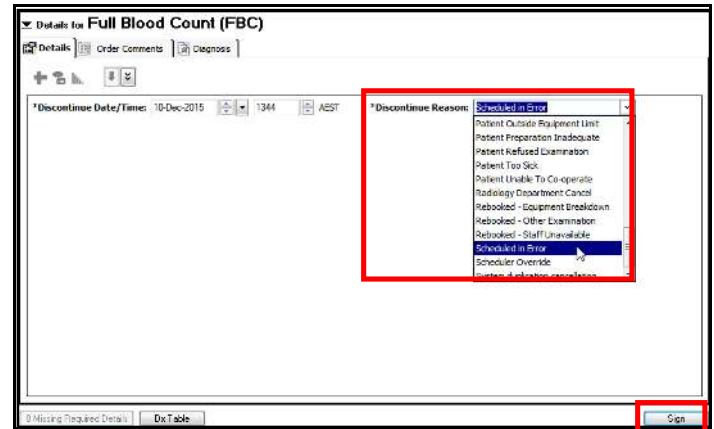 Details for Full Blood Count (FBC)
Details Order Comments Diagnosis
*Discontinue Date/Time: 10-Dec-2015 1344 AEST *Discontinue Reason: Scheduled in Error
Patient Outside Equipment Limit
Patient Preparation Inadequate
Patient Refused Examination
Patient Too Sick
Patient Unable To Co-operate
Radiology Department Cancel
Rebooked - Equipment Breakdown
Rebooked - Other Examination
Rebooked - Staff Unavailable
Scheduled in Error
Scheduler Override
System duplication cancellation
0 Missing Required Details Dx Table Sign